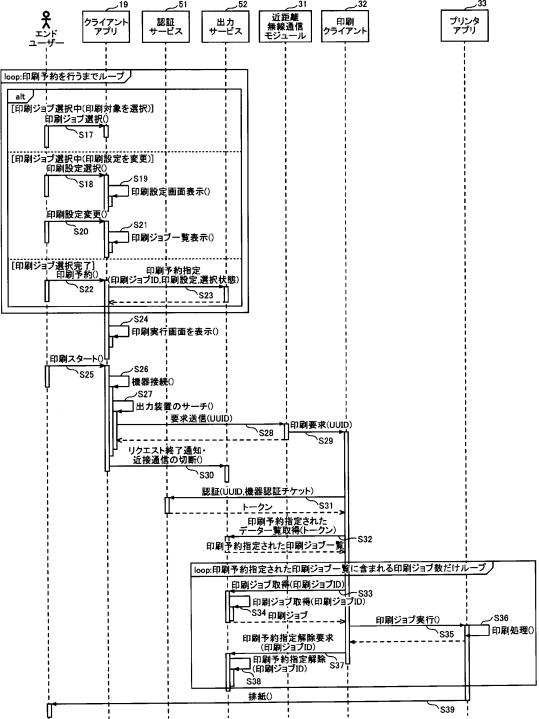 19 51 52 31 32 33
エンド
ユーザー
クライアント
アプリ
認証
サービス
出力
サービス
近距離
無線通信
モジュール
印刷
クライアント
プリンタ
アプリ
loop:印刷予約を行うまでループ
alt
[印刷ジョブ選択中(印刷対象を選択)]
印刷ジョブ選択()
S17
[印刷ジョブ選択中(印刷設定を変更)]
印刷設定選択()
S18
S19
印刷設定画面表示()
印刷設定変更()
S20
S21
印刷ジョブ一覧表示()
[印刷ジョブ選択完了]
印刷予約()
S22
印刷予約指定
(印刷ジョブID,印刷設定,選択状態)
S23
S24
印刷実行画面を表示()
印刷スタート()
S25
S26
機器接続()
S27
出力装置のサーチ()
要求送信(UUID)
S28
印刷要求(UUID)
S29
リクエスト終了通知・
近接通信の切断()
S30
認証(UUID,機器認証チケット)
S31
トークン
印刷予約指定された
データ一覧取得(トークン)
S32
印刷予約指定された印刷ジョブ一覧
loop:印刷予約指定された印刷ジョブ一覧に含まれる印刷ジョブ数だけループ
印刷ジョブ取得(印刷ジョブID)
S33
印刷ジョブ取得(印刷ジョブID)
S34
印刷ジョブ
印刷ジョブ実行()
S35
S36
印刷処理()
印刷予約指定解除要求
(印刷ジョブID)
S37
印刷予約指定解除
(印刷ジョブID)
S38
排紙()
S39